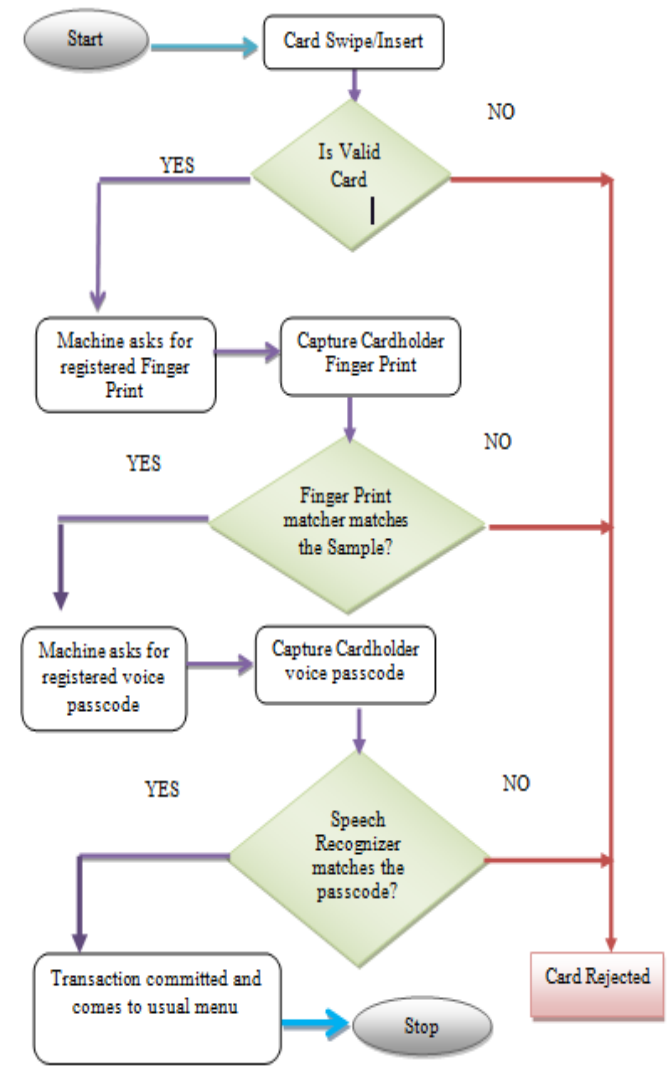 Start
Card Swipe/Insert
NO
Is Valid
Card
YES
Machine asks for
registered Finger
Print
Capture Cardholder
Finger Print
NO
YES
Finger Print
matcher matches
the Sample?
Machine asks for
registered voice
passcode
Capture Cardholder
voice passcode
YES
NO
Speech
Recognizer
matches the
passcode?
Transaction committed and
comes to usual menu
Card Rejected
Stop